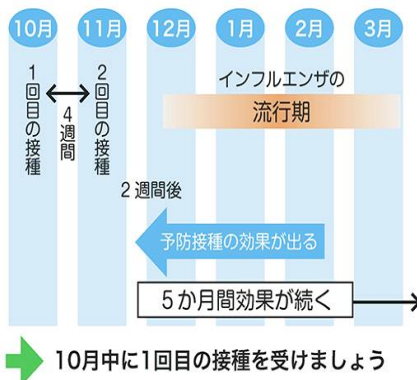 10月 11月 12月 1月 2月 3月
1回目の接種
4週間
2回目の接種
インフルエンザの
流行期
2週間後
予防接種の効果が出る
5か月間効果が続く
10月中に1回目の接種を受けましょう